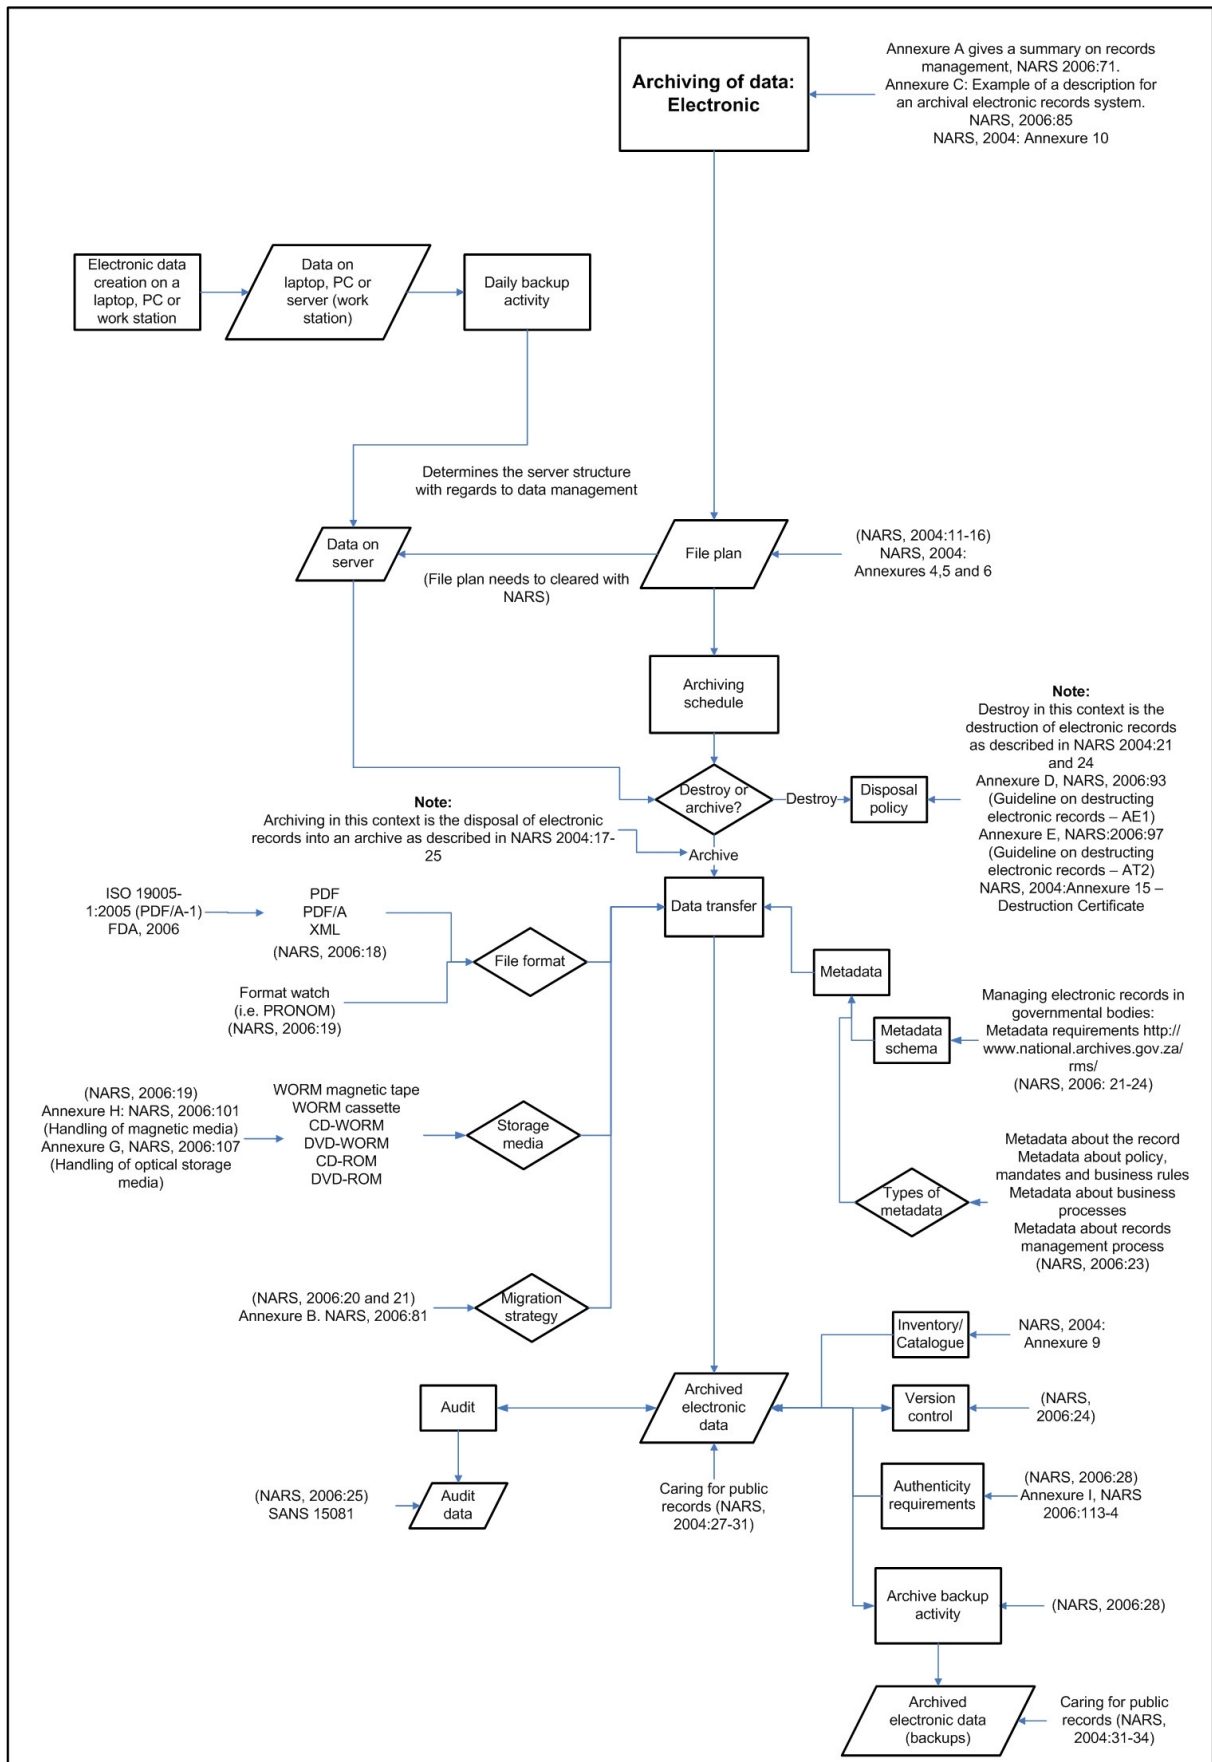 Archiving of data:
Electronic
Annexure A gives a summary on records
management, NARS 2006:71.
Annexure C: Example of a description for
an archival electronic records system.
NARS, 2006:85
NARS, 2004: Annexure 10
Electronic data
creation on a
laptop, PC or
work station
Data on
laptop, PC or
server (work
station)
Daily backup
activity
Determines the server structure
with regards to data management
Data on
server
File plan
(NARS, 2004:11-16)
NARS, 2004:
Annexures 4,5 and 6
(File plan needs to cleared with
NARS)
Archiving
schedule
Note:
Destroy in this context is the
destruction of electronic records
as described in NARS 2004:21
and 24
Annexure D, NARS, 2006:93
(Guideline on destructing
electronic records – AE1)
Annexure E, NARS:2006:97
(Guideline on destructing
electronic records – AT2)
NARS, 2004:Annexure 15 –
Destruction Certificate
Destroy or
archive?
Destroy
Disposal
policy
Note:
Archiving in this context is the disposal of electronic
records into an archive as described in NARS 2004:17-
25
Archive
Data transfer
ISO 19005-
1:2005 (PDF/A-1)
FDA, 2006
PDF
PDF/A
XML
(NARS, 2006:18)
File format
Format watch
(i.e. PRONOM)
(NARS, 2006:19)
Metadata
Metadata
schema
Managing electronic records in
governmental bodies:
Metadata requirements http://
www.national.archives.gov.za/
rms/
(NARS, 2006: 21-24)
(NARS, 2006:19)
Annexure H: NARS, 2006:101
(Handling of magnetic media)
Annexure G, NARS, 2006:107
(Handling of optical storage
media)
WORM magnetic tape
WORM cassette
CD-WORM
DVD-WORM
CD-ROM
DVD-ROM
Storage
media
Types of
metadata
Metadata about the record
Metadata about policy,
mandates and business rules
Metadata about business
processes
Metadata about records
management process
(NARS, 2006:23)
(NARS, 2006:20 and 21)
Annexure B. NARS, 2006:81
Migration
strategy
Inventory/
Catalogue
NARS, 2004:
Annexure 9
Audit
Archived
electronic
data
Version
control
(NARS,
2006:24)
(NARS, 2006:25)
SANS 15081
Audit
data
Caring for public
records (NARS,
2004:27-31)
Authenticity
requirements
(NARS, 2006:28)
Annexure I, NARS
2006:113-4
Archive backup
activity
(NARS, 2006:28)
Archived
electronic data
(backups)
Caring for public
records (NARS,
2004:31-34)